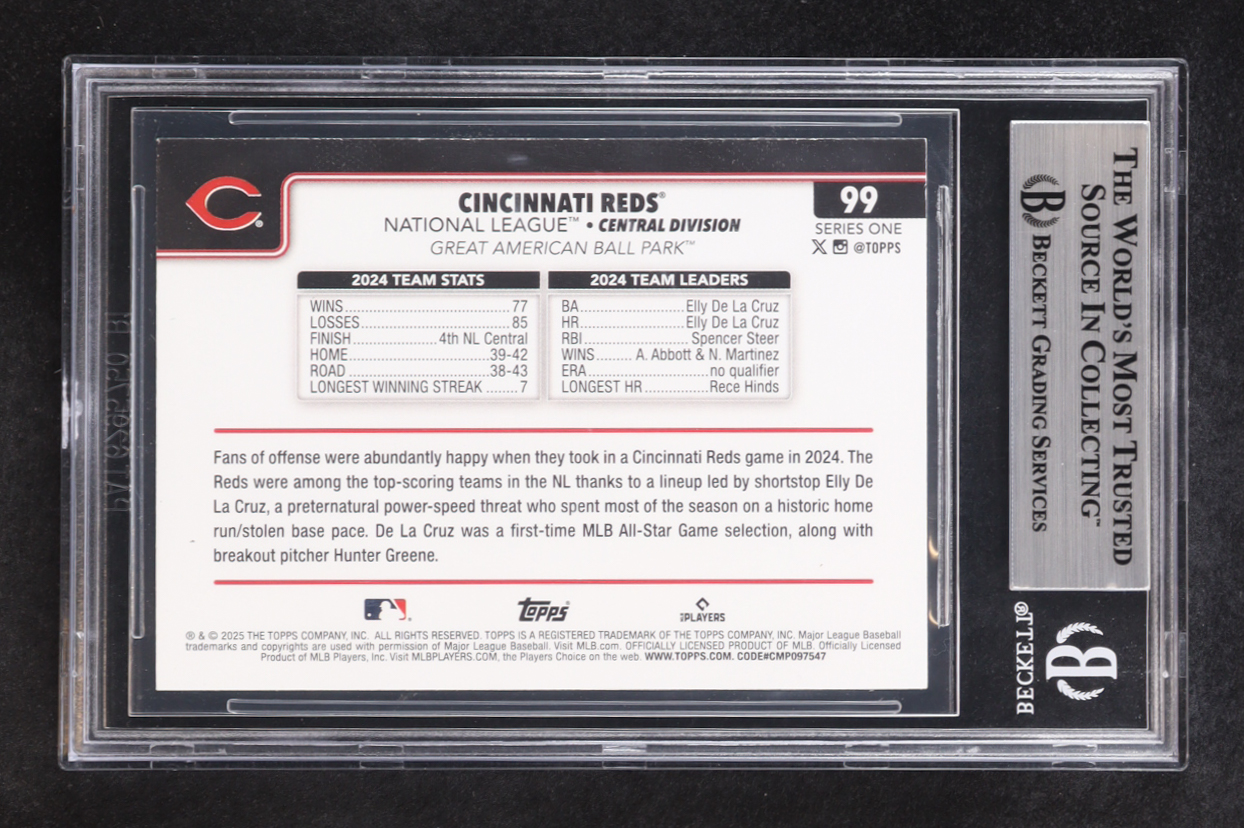 CINCINNATI REDS®
NATIONAL LEAGUE™ • CENTRAL DIVISION
GREAT AMERICAN BALL PARK™
99
SERIES ONE
@TOPPS
2024 TEAM STATS
WINS 77
LOSSES 85
FINISH 4th NL Central
HOME 39-42
ROAD 38-43
LONGEST WINNING STREAK 7
2024 TEAM LEADERS
BA Elly De La Cruz
HR Elly De La Cruz
RBI Spencer Steer
WINS A. Abbott & N. Martinez
ERA no qualifier
LONGEST HR Rece Hinds
Fans of offense were abundantly happy when they took in a Cincinnati Reds game in 2024. The
Reds were among the top-scoring teams in the NL thanks to a lineup led by shortstop Elly De
La Cruz, a preternatural power-speed threat who spent most of the season on a historic home
run/stolen base pace. De La Cruz was a first-time MLB All-Star Game selection, along with
breakout pitcher Hunter Greene.
Topps®
MLB PLAYERS
® & © 2025 THE TOPPS COMPANY, INC. ALL RIGHTS RESERVED. TOPPS IS A REGISTERED TRADEMARK OF THE TOPPS COMPANY, INC. Major League Baseball
trademarks and copyrights are used with permission of Major League Baseball. Visit MLB.com. OFFICIALLY LICENSED PRODUCT OF MLB. Officially Licensed
Product of MLB Players, Inc. Visit MLBPLAYERS.COM, the Players Choice on the web. WWW.TOPPS.COM. CODE#CMP097547
THE WORLD'S MOST TRUSTED
SOURCE IN COLLECTING™
B BECKETT GRADING SERVICES
BECKETT®
B